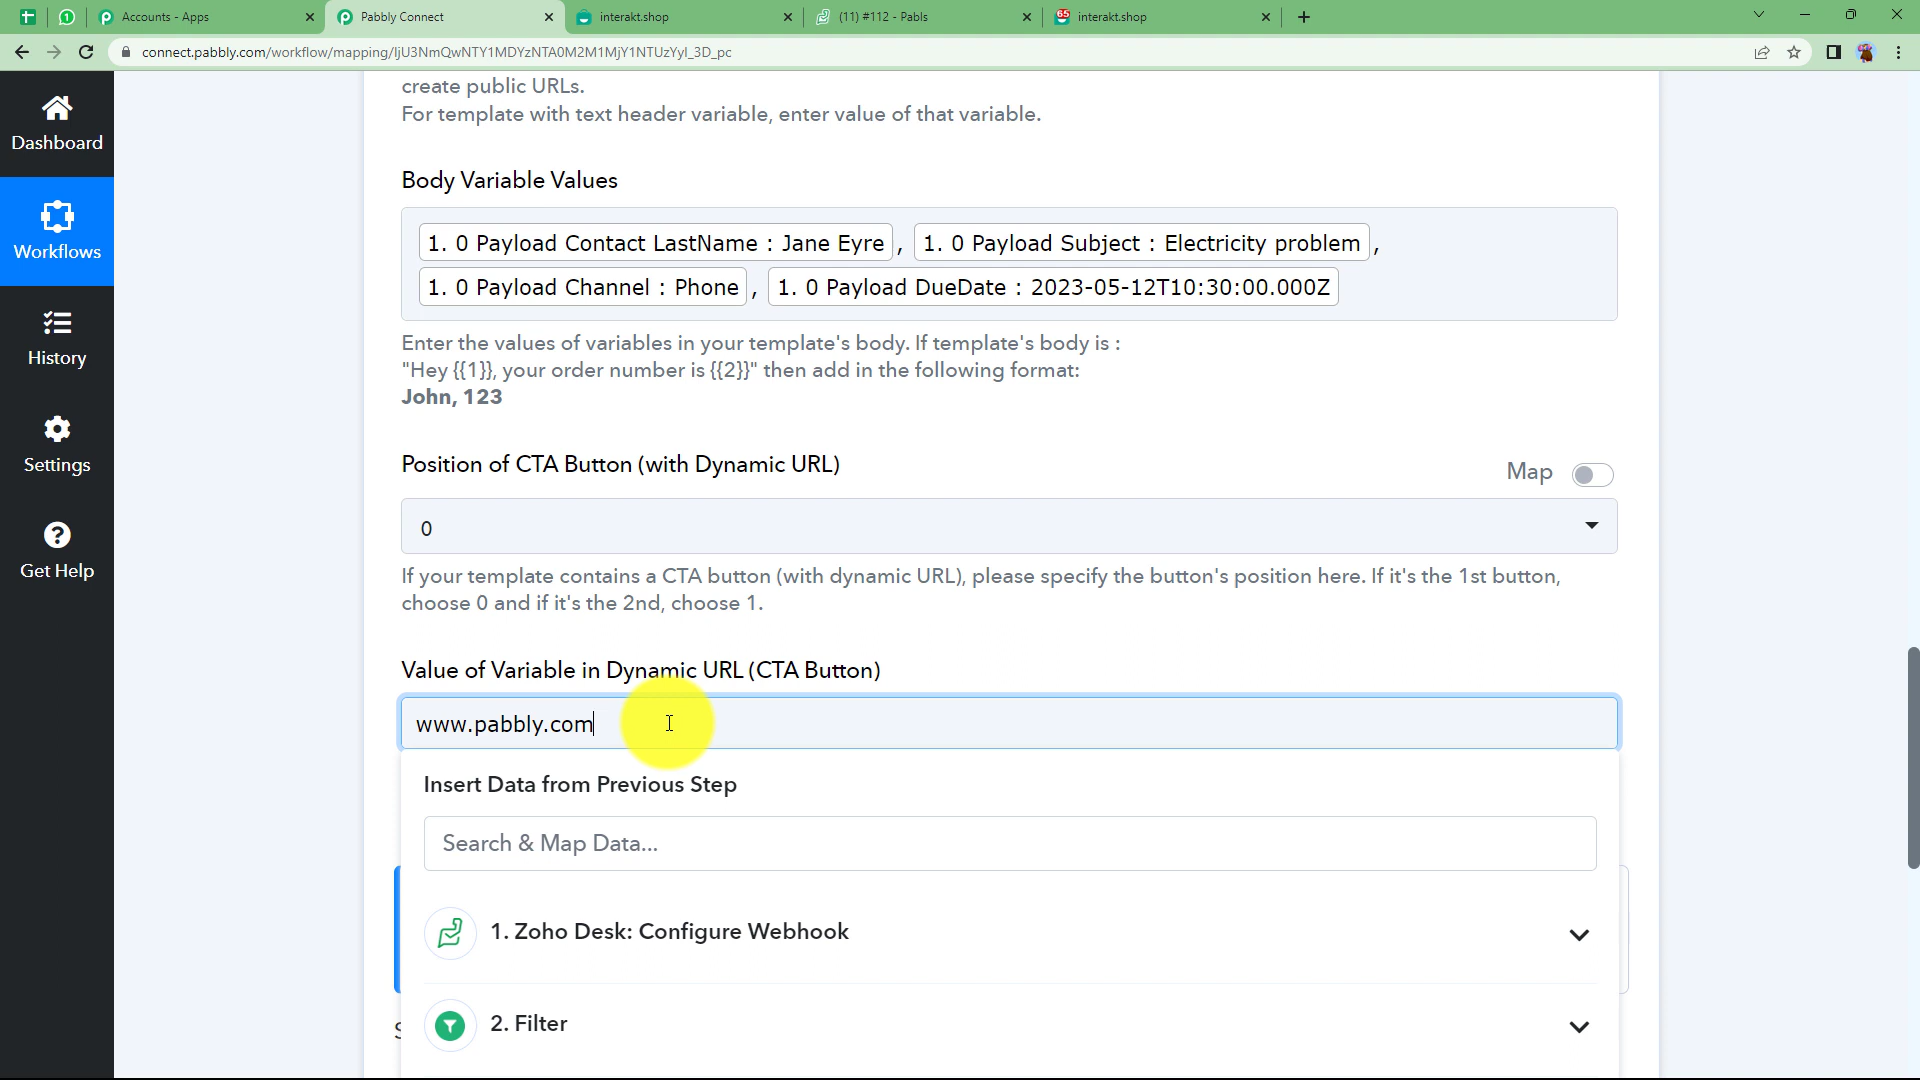 Accounts - Apps
Pabbly Connect
interakt.shop
(11) #112 - Pabls
interakt.shop
connect.pabbly.com/workflow/mapping/IjU3NmQwNTY1MDYzNTA0M2M1MjY1NTUzYyI_3D_pc
create public URLs.
For template with text header variable, enter value of that variable.
Dashboard
Workflows
History
Settings
Get Help
Body Variable Values
1. 0 Payload Contact LastName : Jane Eyre , 1. 0 Payload Subject : Electricity problem ,
1. 0 Payload Channel : Phone , 1. 0 Payload DueDate : 2023-05-12T10:30:00.000Z
Enter the values of variables in your template's body. If template's body is :
"Hey {{1}}, your order number is {{2}}" then add in the following format:
John, 123
Position of CTA Button (with Dynamic URL)
Map
0
If your template contains a CTA button (with dynamic URL), please specify the button's position here. If it's the 1st button,
choose 0 and if it's the 2nd, choose 1.
Value of Variable in Dynamic URL (CTA Button)
www.pabbly.com
Insert Data from Previous Step
Search & Map Data...
1. Zoho Desk: Configure Webhook
2. Filter